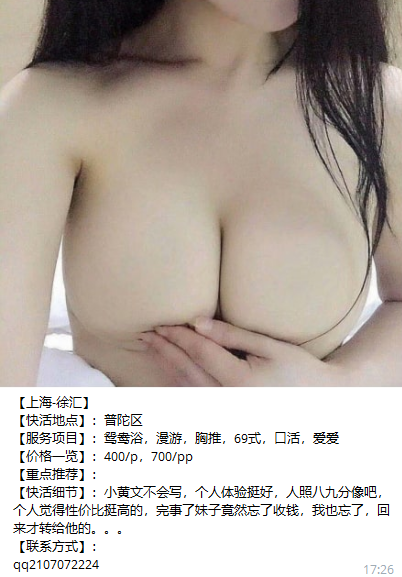 【上海-徐汇】
【快活地点】：普陀区
【服务项目】：鸳鸯浴，漫游，胸推，69式，口活，爱爱
【价格一览】：400/p，700/pp
【重点推荐】：
【快活细节】：小黄文不会写，个人体验挺好，人照八九分像吧，
个人觉得性价比挺高的，完事了妹子竟然忘了收钱，我也忘了，回
来才转给他的。。。
【联系方式】：
qq2107072224
17:26